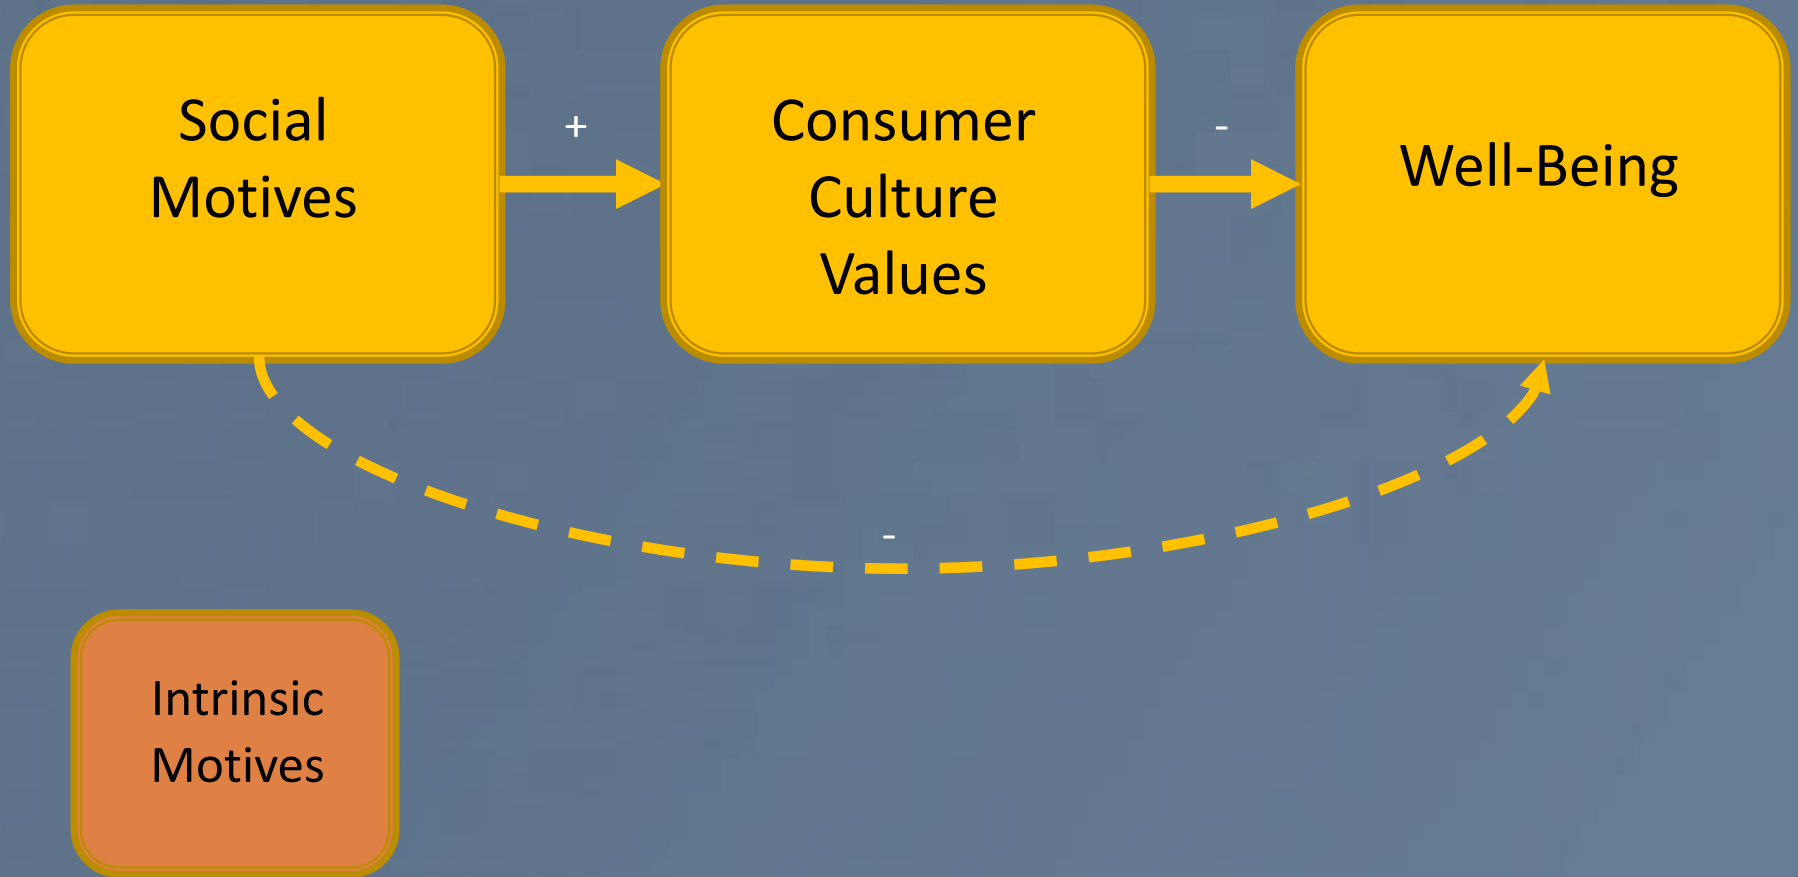 Social
Motives
+
Consumer
Culture
Values
-
Well-Being
-
Intrinsic
Motives